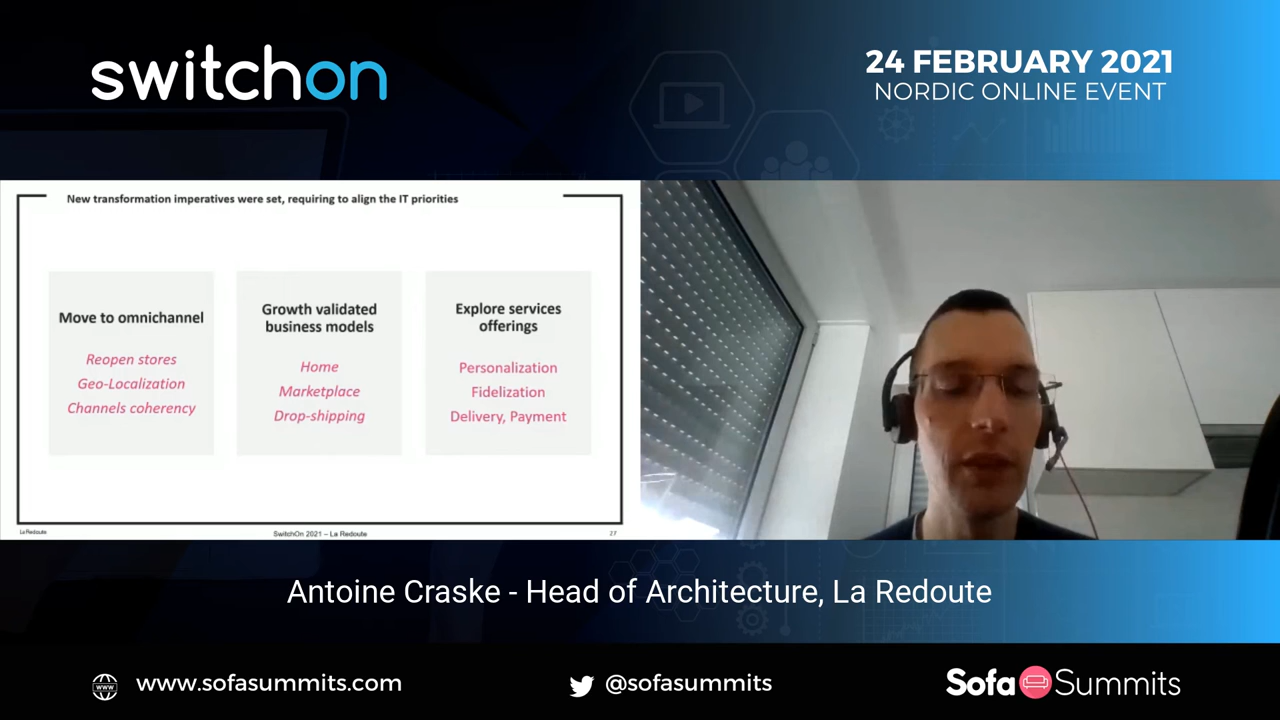 switchon
24 FEBRUARY 2021
NORDIC ONLINE EVENT
New transformation imperatives were set, requiring to align the IT priorities
Move to omnichannel
Reopen stores
Geo-Localization
Channels coherency
Growth validated
business models
Home
Marketplace
Drop-shipping
Explore services
offerings
Personalization
Fidelization
Delivery, Payment
LaRedoute
SwitchOn 2021 – La Redoute
27
Antoine Craske - Head of Architecture, La Redoute
WWW
www.sofasummits.com
@sofasummits
Sofa Summits